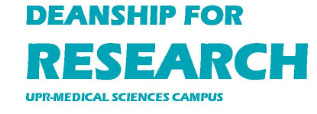 DEANSHIP FOR
RESEARCH
UPR-MEDICAL SCIENCES CAMPUS